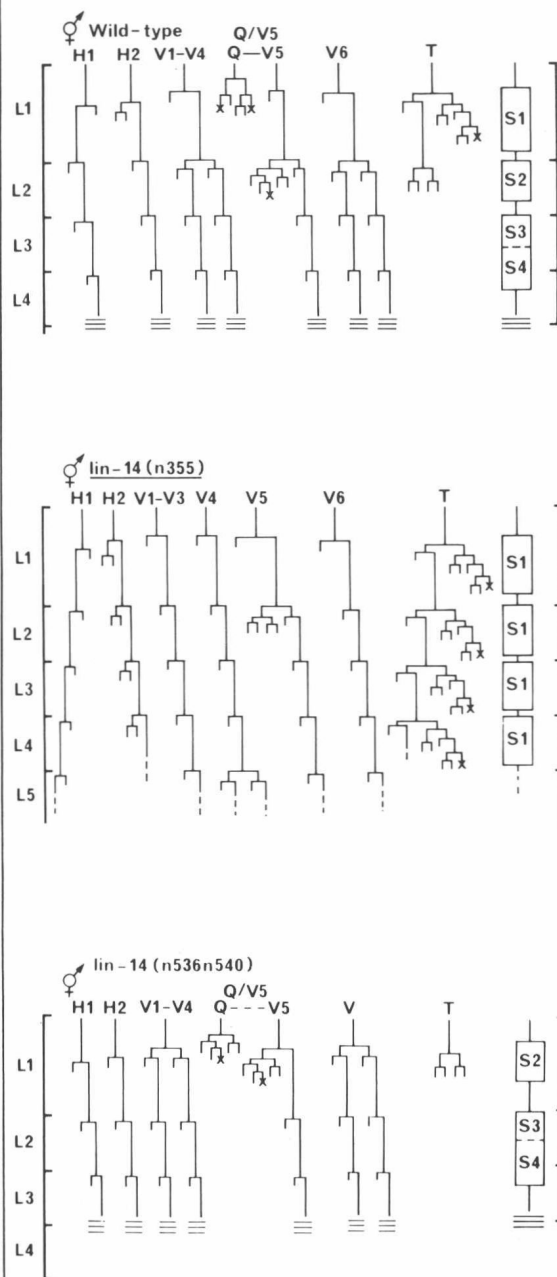 ⚥ Wild-type Q/V5
H1 H2 V1-V4 Q—V5 V6 T
L1
X X
X
S1
L2
X
S2
L3
S3
S4
L4
⚥ lin-14 (n355)
H1 H2 V1-V3 V4 V5 V6 T
L1
X
S1
L2
X
S1
L3
X
S1
L4
X
S1
L5
⚥ lin-14 (n536n540)
Q/V5
H1 H2 V1-V4 Q---V5 V T
L1
X
X
S2
L2
S3
S4
L3
L4